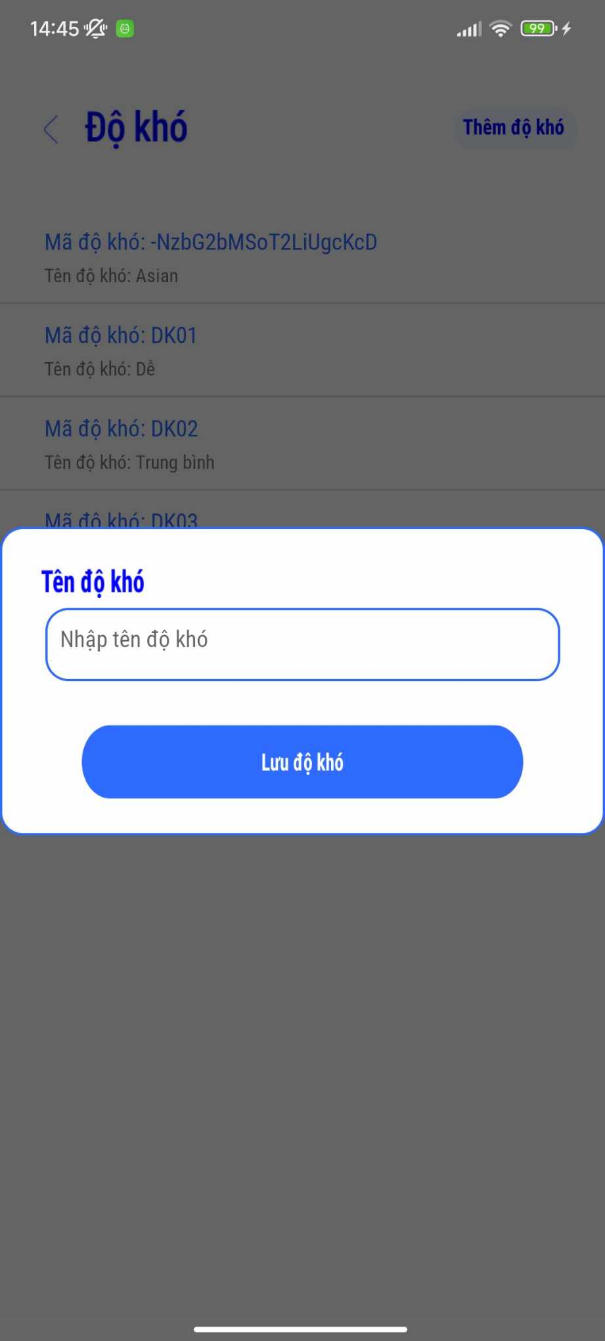 14:45
99
Độ khó
Thêm độ khó
Mã độ khó: -NzbG2bMSoT2LiUgcKcD
Tên độ khó: Asian
Mã độ khó: DK01
Tên độ khó: Dễ
Mã độ khó: DK02
Tên độ khó: Trung bình
Mã độ khó: DK03
Tên độ khó
Nhập tên độ khó
Lưu độ khó